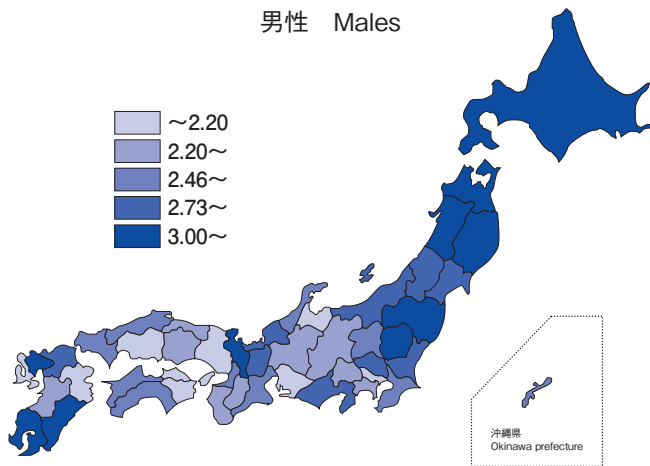 男性 Males
～2.20
2.20～
2.46～
2.73～
3.00～
沖縄県
Okinawa prefecture